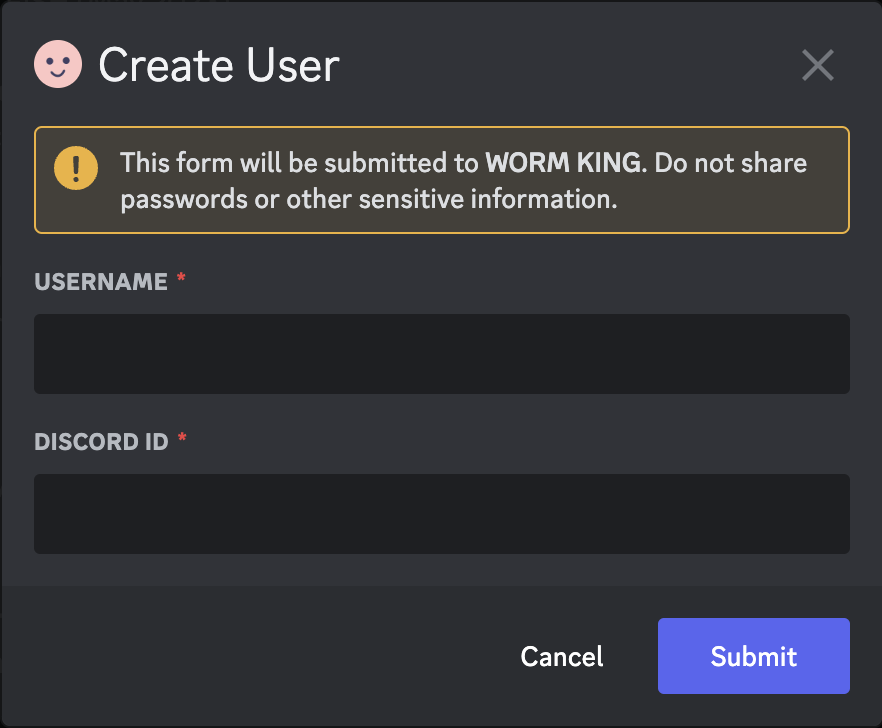 Create User
This form will be submitted to WORM KING. Do not share
passwords or other sensitive information.
USERNAME *
DISCORD ID *
Cancel
Submit